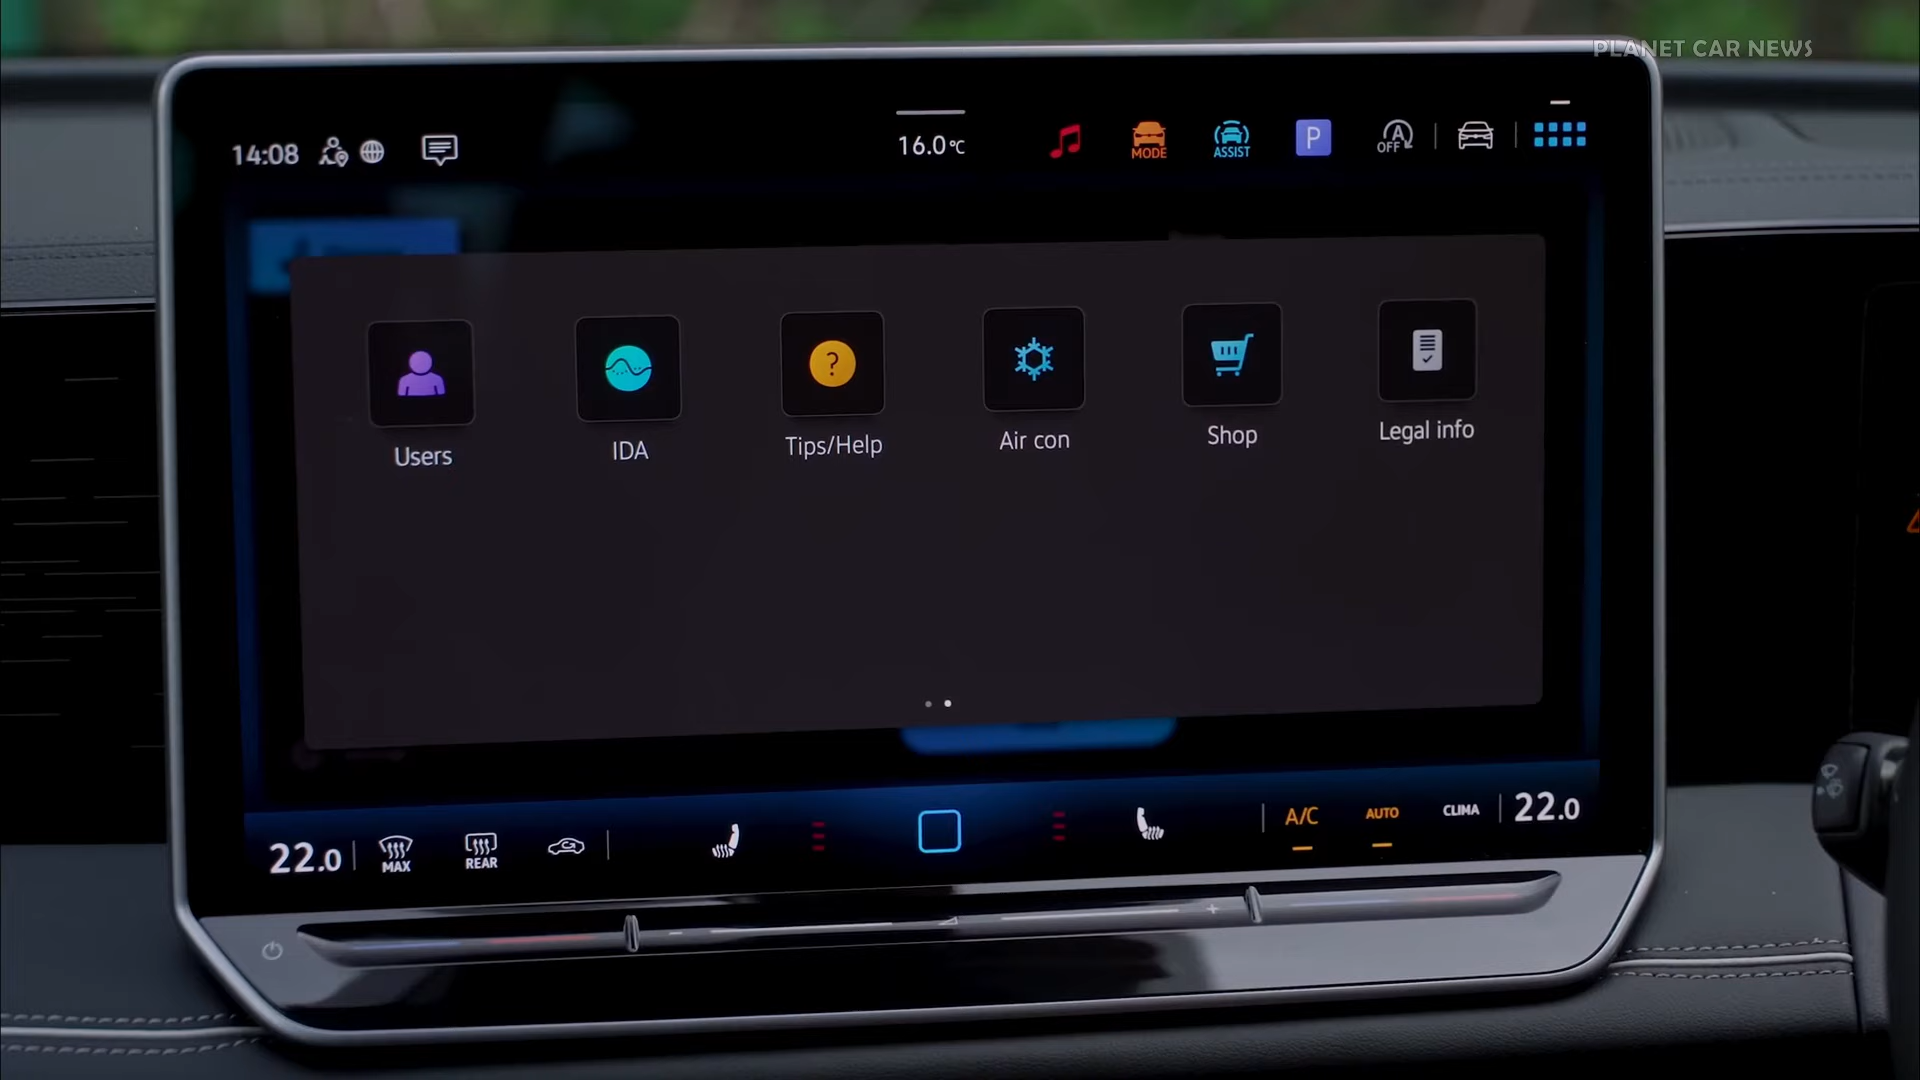 PLANET CAR NEWS
14:08
16.0°C
MODE
ASSIST
P
A
OFF
Users
IDA
?
Tips/Help
Air con
Shop
Legal info
22.0
MAX
REAR
A/C
AUTO
CLIMA
22.0
- +